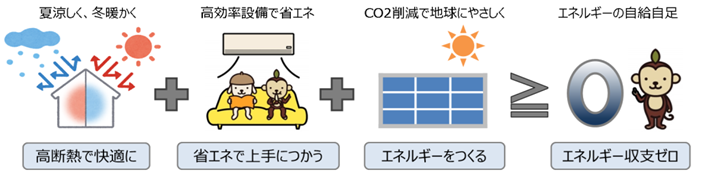 夏涼しく、冬暖かく
高効率設備で省エネ
CO2削減で地球にやさしく
エネルギーの自給自足
+
+
≧
0
高断熱で快適に
省エネで上手につかう
エネルギーをつくる
エネルギー収支ゼロ